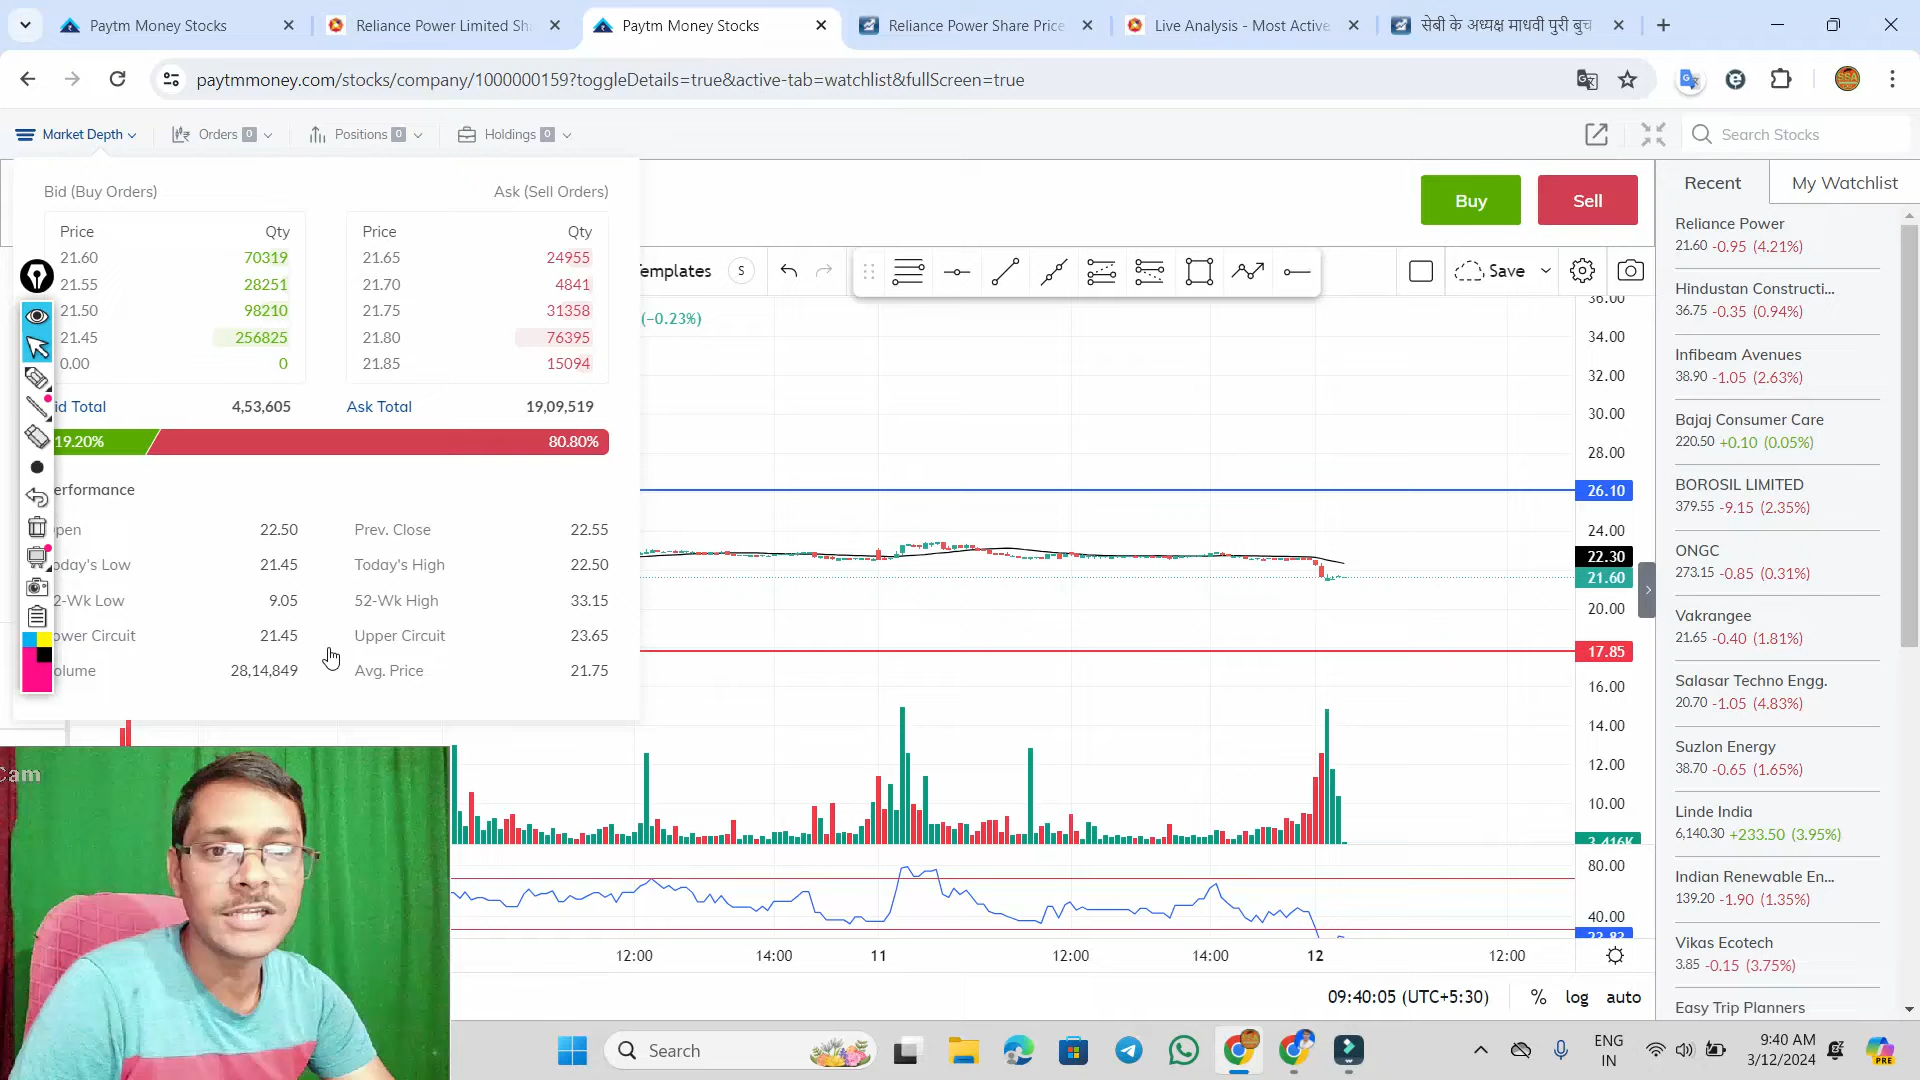 Paytm Money Stocks
Reliance Power Limited Sh
Paytm Money Stocks
Reliance Power Share Price
Live Analysis - Most Active
सेबी के अध्यक्ष माधवी पुरी बुच
paytmmoney.com/stocks/company/1000000159?toggleDetails=true&active-tab=watchlist&fullScreen=true
Market Depth
Orders 0
Positions 0
Holdings 0
Search Stocks
Bid (Buy Orders)
Ask (Sell Orders)
Price Qty Price Qty
21.60 70319 21.65 24955
21.55 28251 21.70 4841
21.50 98210 21.75 31358
21.45 256825 21.80 76395
0.00 0 21.85 15094
id Total 4,53,605 Ask Total 19,09,519
19.20% 80.80%
erformance
pen 22.50 Prev. Close 22.55
oday's Low 21.45 Today's High 22.50
2-Wk Low 9.05 52-Wk High 33.15
ower Circuit 21.45 Upper Circuit 23.65
olume 28,14,849 Avg. Price 21.75
Buy
Sell
emplates
S
Save
(−0.23%)
36.00
34.00
32.00
30.00
28.00
26.10
24.00
22.30
21.60
20.00
17.85
16.00
14.00
12.00
10.00
3.416K
80.00
40.00
22.82
12:00
14:00
11
12:00
14:00
12
12:00
09:40:05 (UTC+5:30)
%
log
auto
Recent
My Watchlist
Reliance Power
21.60 -0.95 (4.21%)
Hindustan Constructi...
36.75 -0.35 (0.94%)
Infibeam Avenues
38.90 -1.05 (2.63%)
Bajaj Consumer Care
220.50 +0.10 (0.05%)
BOROSIL LIMITED
379.55 -9.15 (2.35%)
ONGC
273.15 -0.85 (0.31%)
Vakrangee
21.65 -0.40 (1.81%)
Salasar Techno Engg.
20.70 -1.05 (4.83%)
Suzlon Energy
38.70 -0.65 (1.65%)
Linde India
6,140.30 +233.50 (3.95%)
Indian Renewable En...
139.20 -1.90 (1.35%)
Vikas Ecotech
3.85 -0.15 (3.75%)
Easy Trip Planners
Cam
Search
ENG
IN
9:40 AM
3/12/2024
PRE